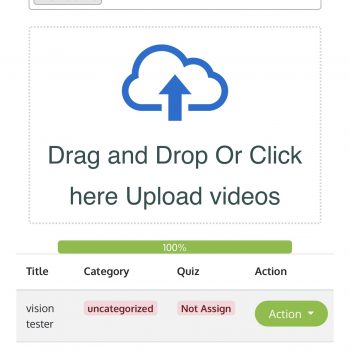 Drag and Drop Or Click
here Upload videos
100%
Title Category Quiz Action
vision tester uncategorized Not Assign Action